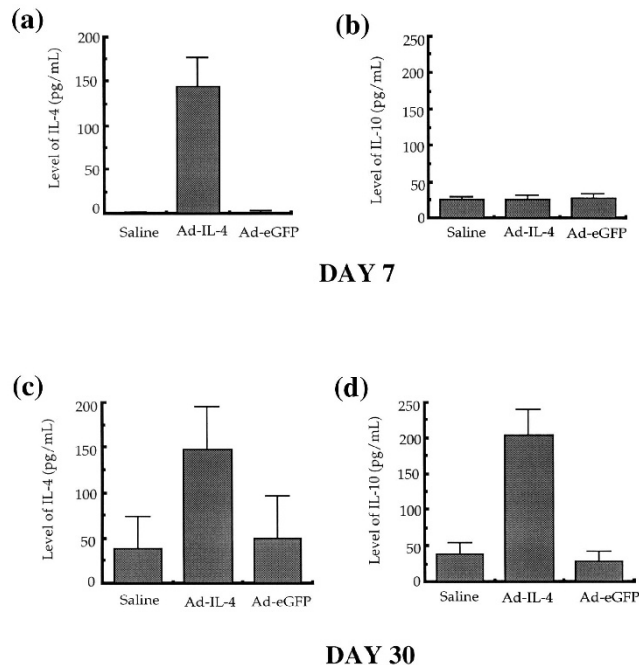 (a)
Level of IL-4 (pg/mL)
200
150
100
50
0
Saline Ad-IL-4 Ad-eGFP
(b)
Level of IL-10 (pg/mL)
250
200
150
100
50
0
Saline Ad-IL-4 Ad-eGFP
DAY 7
(c)
Level of IL-4 (pg/mL)
200
150
100
50
0
Saline Ad-IL-4 Ad-eGFP
(d)
Level of IL-10 (pg/mL)
250
200
150
100
50
0
Saline Ad-IL-4 Ad-eGFP
DAY 30